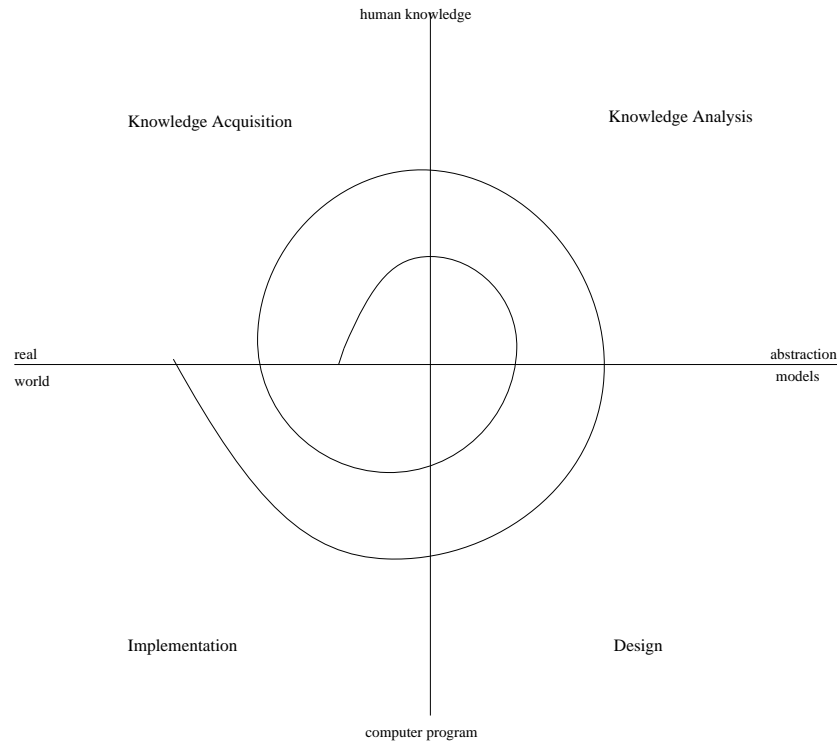 human knowledge
Knowledge Acquisition
Knowledge Analysis
real
world
abstraction
models
Implementation
Design
computer program